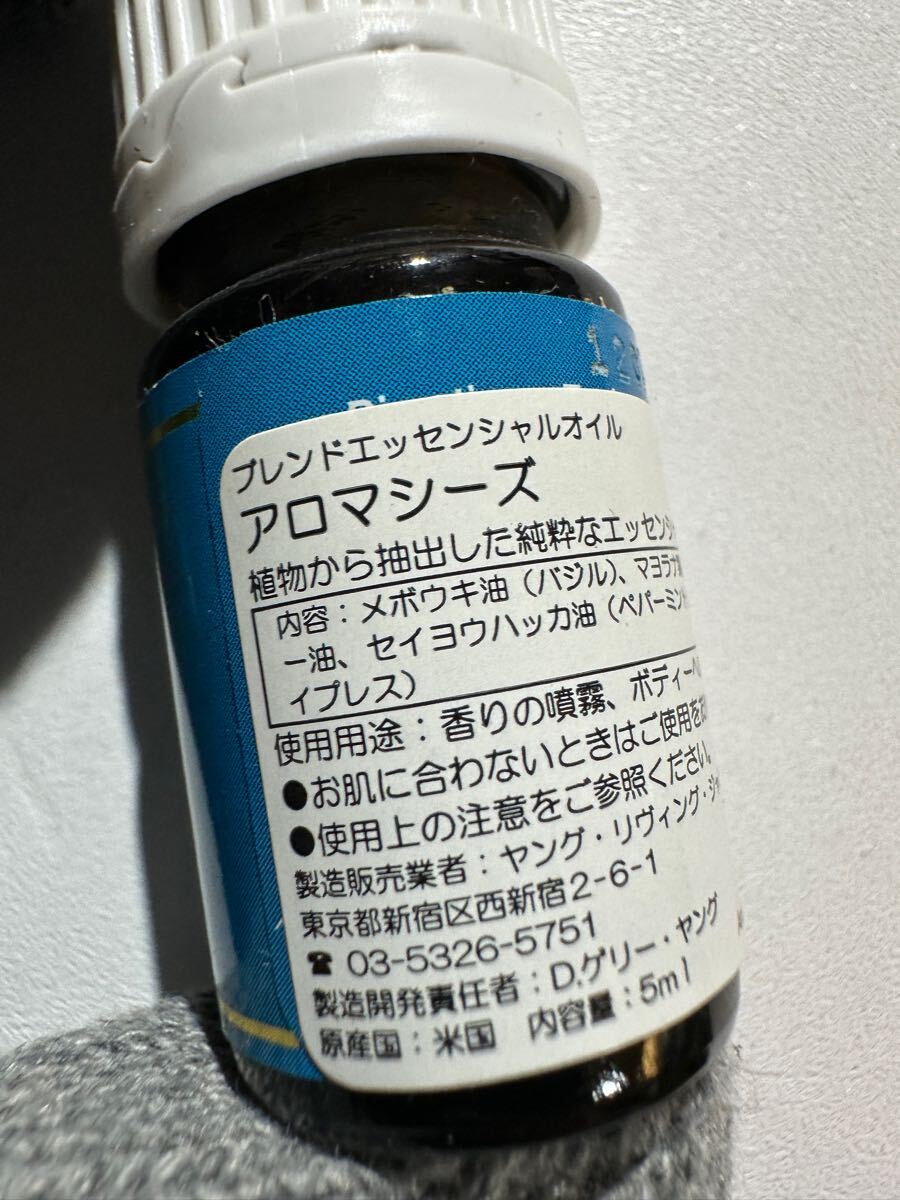 ブレンドエッセンシャルオイル
アロマシーズ
植物から抽出した純粋なエッセンシ
内容：メボウキ油（バジル）、マヨラナ
ー油、セイヨウハッカ油（ペパーミン
イプレス）
使用用途：香りの噴霧、ボディーへ
●お肌に合わないときはご使用をお
●使用上の注意をご参照ください。
製造販売業者：ヤング・リヴィング・ジャ
東京都新宿区西新宿2-6-1
☎ 03-5326-5751
製造開発責任者：D.ゲリー・ヤング
原産国：米国 内容量：5ml